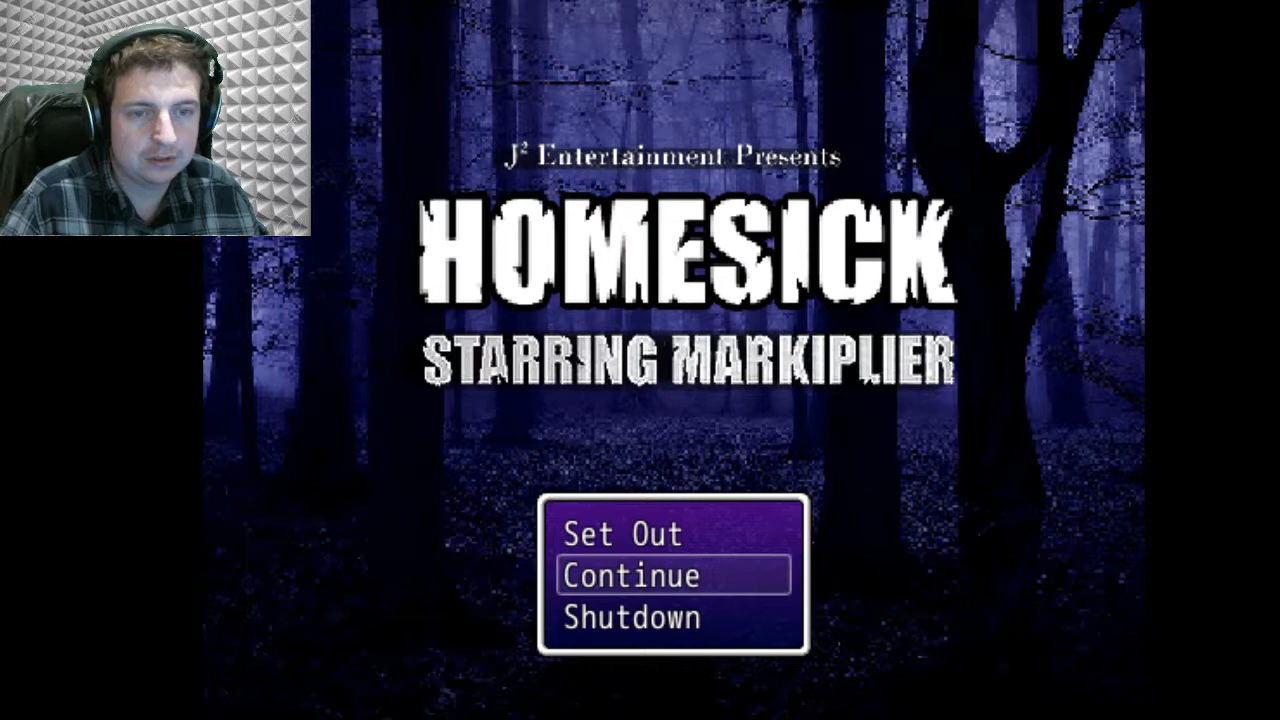 J² Entertainment Presents
HOMESICK
STARRING MARKIPLIER
Set Out
Continue
Shutdown